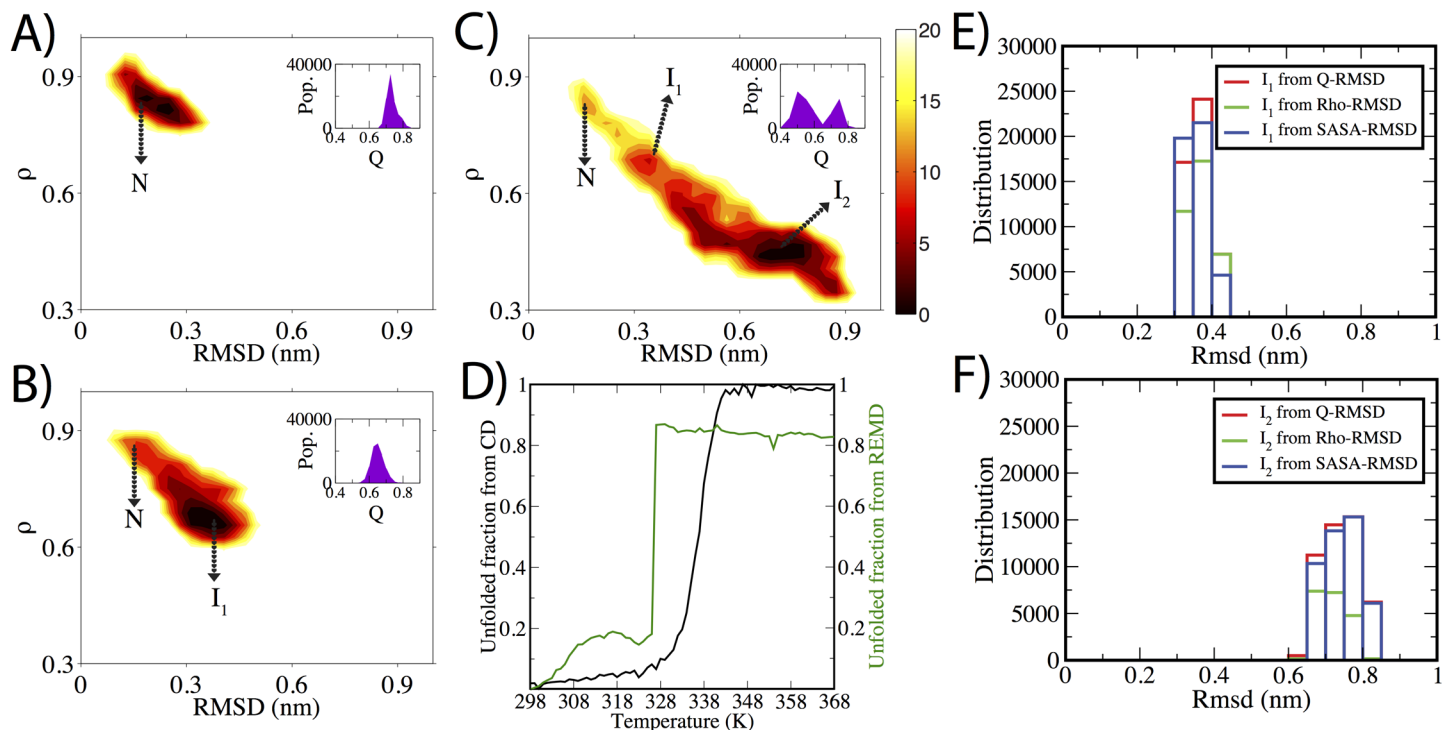 A)
0.9
ρ
0.6
0.3
0
0.3
0.6
0.9
RMSD (nm)
N
40000
Pop.
0
0.4
0.6
0.8
Q
B)
0.9
ρ
0.6
0.3
0
0.3
0.6
0.9
RMSD (nm)
N
I1
40000
Pop.
0
0.4
0.6
0.8
Q
C)
0.9
ρ
0.6
0.3
0
0.3
0.6
0.9
RMSD (nm)
N
I1
I2
40000
Pop.
0
0.4
0.6
0.8
Q
20
15
10
5
0
D)
Unfolded fraction from CD
1
0.8
0.6
0.4
0.2
298
308
318
328
338
348
358
368
Temperature (K)
1
0.8
0.6
0.4
0.2
Unfolded fraction from REMD
E)
Distribution
30000
25000
20000
15000
10000
5000
0
0
0.2
0.4
0.6
0.8
1
Rmsd (nm)
I1 from Q-RMSD
I1 from Rho-RMSD
I1 from SASA-RMSD
F)
Distribution
30000
25000
20000
15000
10000
5000
0
0
0.2
0.4
0.6
0.8
1
Rmsd (nm)
I2 from Q-RMSD
I2 from Rho-RMSD
I2 from SASA-RMSD